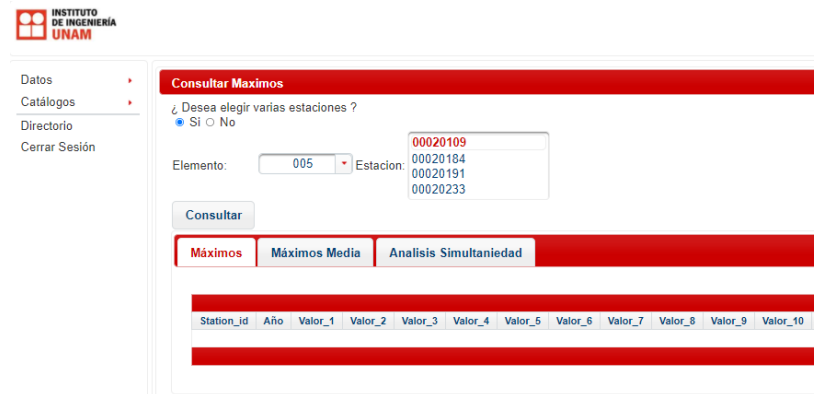 INSTITUTO
DE INGENIERÍA
UNAM
Datos
Catálogos
Directorio
Cerrar Sesión
Consultar Maximos
¿ Desea elegir varias estaciones ?
Si No
Elemento: 005 Estacion:
00020109
00020184
00020191
00020233
Consultar
Máximos Máximos Media Analisis Simultaniedad
Station_id Año Valor_1 Valor_2 Valor_3 Valor_4 Valor_5 Valor_6 Valor_7 Valor_8 Valor_9 Valor_10